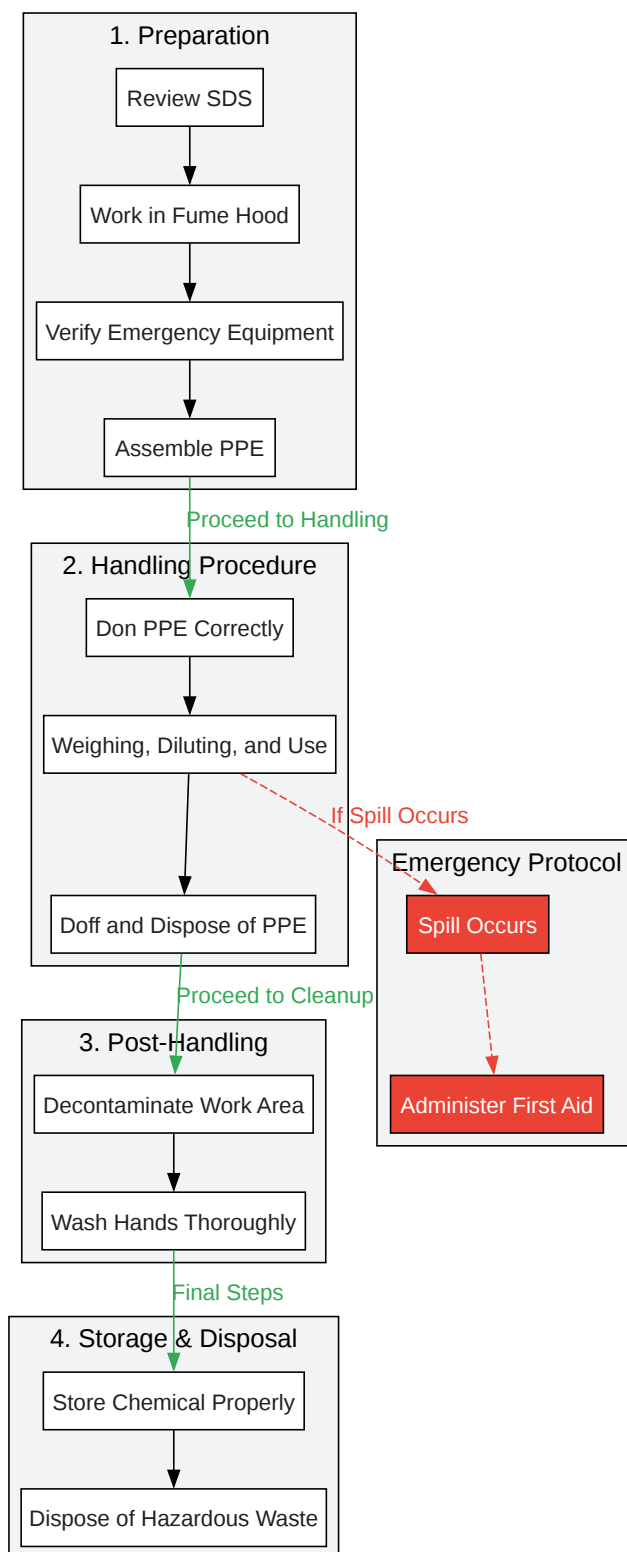 1. Preparation
Review SDS
Work in Fume Hood
Verify Emergency Equipment
Assemble PPE
Proceed to Handling
2. Handling Procedure
Don PPE Correctly
Weighing, Diluting, and Use
If Spill Occurs
Emergency Protocol
Spill Occurs
Doff and Dispose of PPE
Proceed to Cleanup
3. Post-Handling
Decontaminate Work Area
Administer First Aid
Wash Hands Thoroughly
Final Steps
4. Storage & Disposal
Store Chemical Properly
Dispose of Hazardous Waste